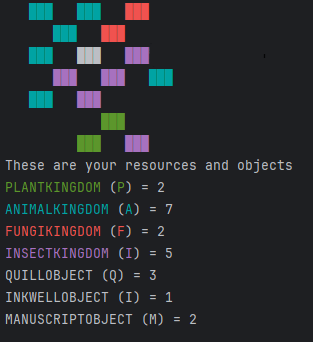 These are your resources and objects
PLANTKINGDOM (P) = 2
ANIMALKINGDOM (A) = 7
FUNGIKINGDOM (F) = 2
INSECTKINGDOM (I) = 5
QUILLOBJECT (Q) = 3
INKWELLOBJECT (I) = 1
MANUSCRIPTOBJECT (M) = 2